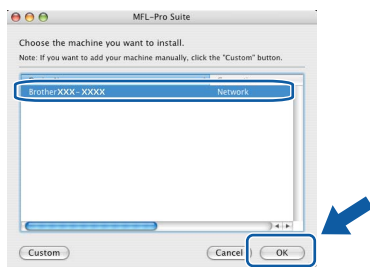 MFL-Pro Suite
Choose the machine you want to install.
Note: If you want to add your machine manually, click the "Custom" button.
BrotherXXX-XXXX Network
Custom Cancel OK